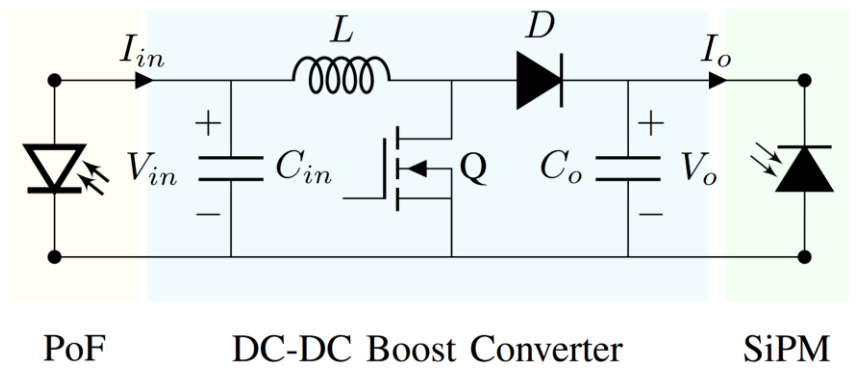 L D
I_in I_o
+ +
V_in C_in Q C_o V_o
− −
PoF DC-DC Boost Converter SiPM